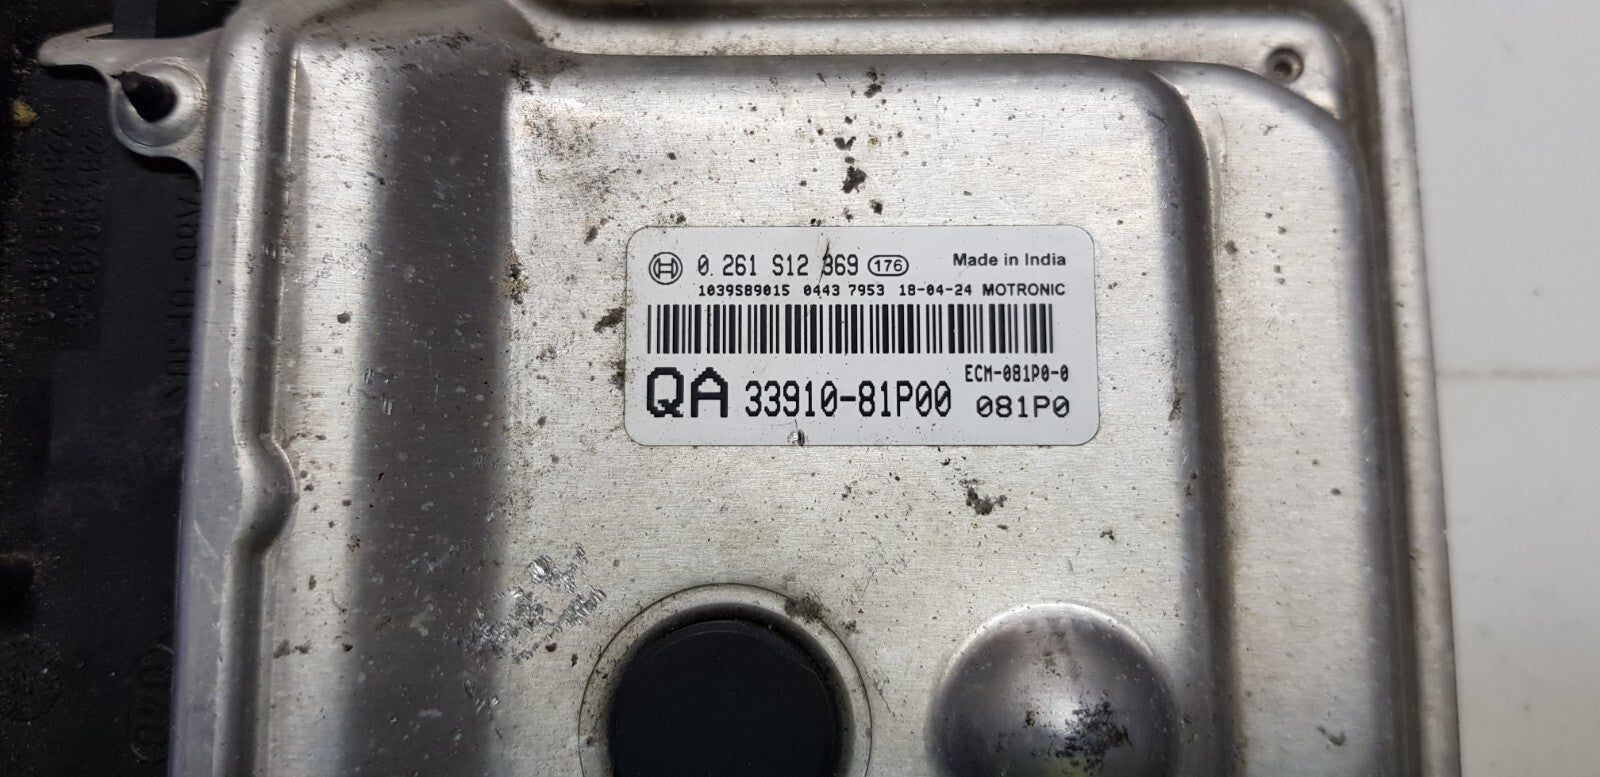 0 261 S12 369 176 Made in India
1039S89015 0443 7953 18-04-24 MOTRONIC
ECM-081P0-0
QA 33910-81P00 081P0